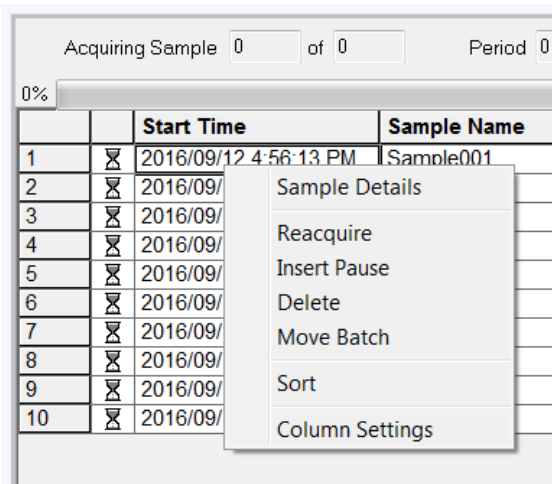 Acquiring Sample 0 of 0 Period 0
0%
Start Time Sample Name
1 2016/09/12 4:56:13 PM Sample001
2 2016/09/
3 2016/09/
4 2016/09/
5 2016/09/
6 2016/09/
7 2016/09/
8 2016/09/
9 2016/09/
10 2016/09/
Sample Details
Reacquire
Insert Pause
Delete
Move Batch
Sort
Column Settings